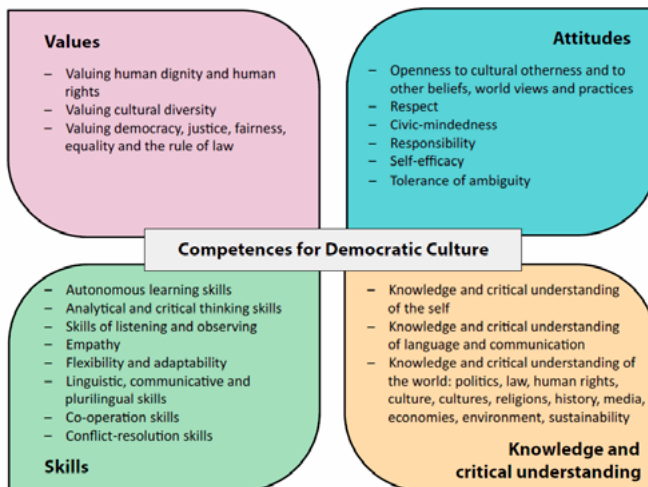 Values
– Valuing human dignity and human
rights
– Valuing cultural diversity
– Valuing democracy, justice, fairness,
equality and the rule of law
Attitudes
– Openness to cultural otherness and to
other beliefs, world views and practices
– Respect
– Civic-mindedness
– Responsibility
– Self-efficacy
– Tolerance of ambiguity
Competences for Democratic Culture
– Autonomous learning skills
– Analytical and critical thinking skills
– Skills of listening and observing
– Empathy
– Flexibility and adaptability
– Linguistic, communicative and
plurilingual skills
– Co-operation skills
– Conflict-resolution skills
Skills
– Knowledge and critical understanding
of the self
– Knowledge and critical understanding
of language and communication
– Knowledge and critical understanding of
the world: politics, law, human rights,
culture, cultures, religions, history, media,
economies, environment, sustainability
Knowledge and
critical understanding